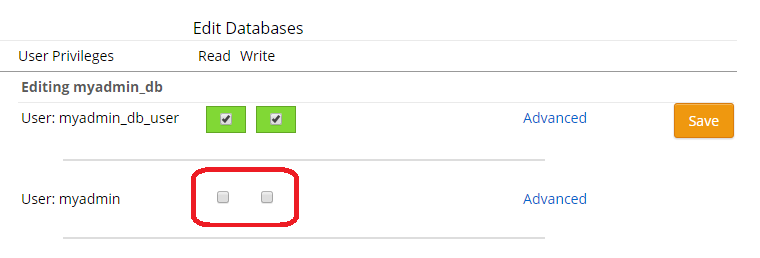 Edit Databases
User Privileges Read Write
Editing myadmin_db
User: myadmin_db_user Advanced Save
User: myadmin Advanced